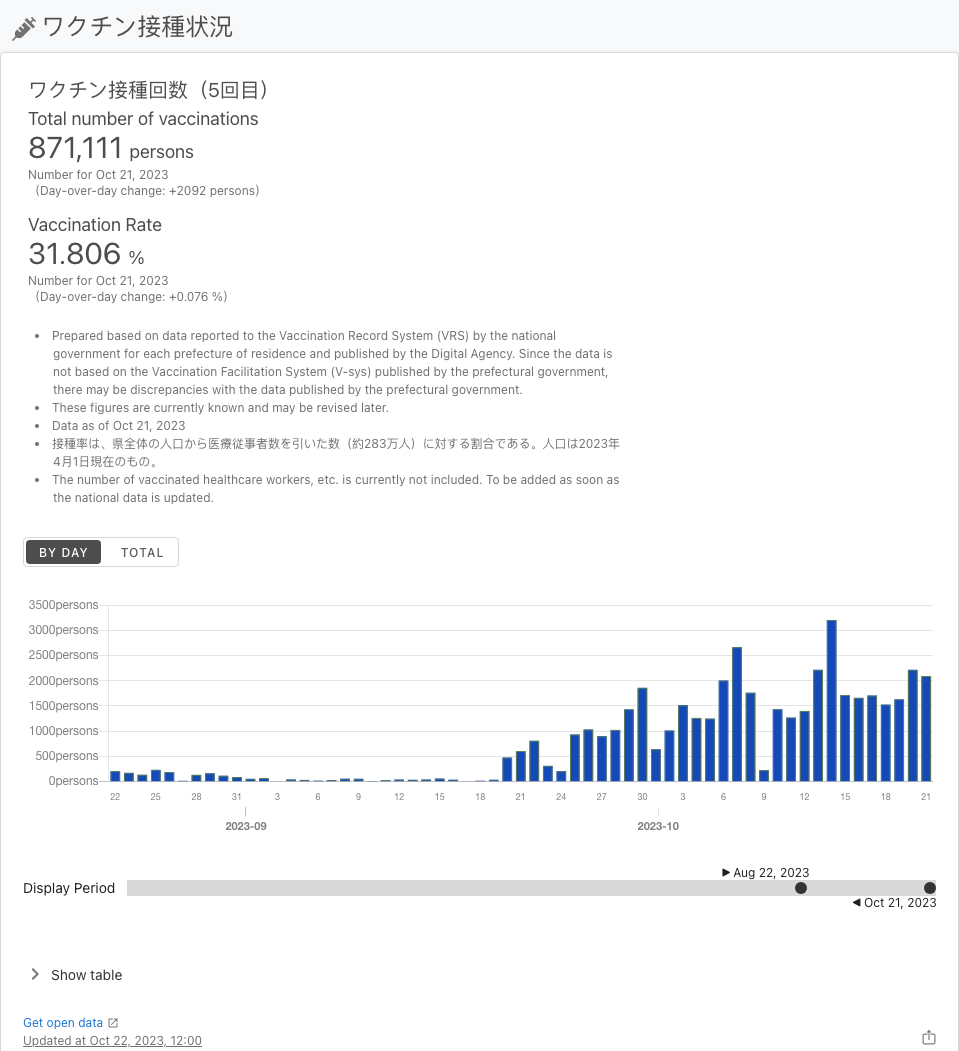 ワクチン接種状況
ワクチン接種回数（5回目）
Total number of vaccinations
871,111 persons
Number for Oct 21, 2023
（Day-over-day change: +2092 persons）
Vaccination Rate
31.806 %
Number for Oct 21, 2023
（Day-over-day change: +0.076 %）
• Prepared based on data reported to the Vaccination Record System (VRS) by the national
government for each prefecture of residence and published by the Digital Agency. Since the data is
not based on the Vaccination Facilitation System (V-sys) published by the prefectural government,
there may be discrepancies with the data published by the prefectural government.
• These figures are currently known and may be revised later.
• Data as of Oct 21, 2023
• 接種率は、県全体の人口から医療従事者数を引いた数（約283万人）に対する割合である。人口は2023年
4月1日現在のもの。
• The number of vaccinated healthcare workers, etc. is currently not included. To be added as soon as
the national data is updated.
BY DAY TOTAL
3500persons
3000persons
2500persons
2000persons
1500persons
1000persons
500persons
0persons
22 25 28 31 3 6 9 12 15 18 21 24 27 30 3 6 9 12 15 18 21
2023-09 2023-10
▶ Aug 22, 2023
Display Period
◀ Oct 21, 2023
Show table
Get open data
Updated at Oct 22, 2023, 12:00